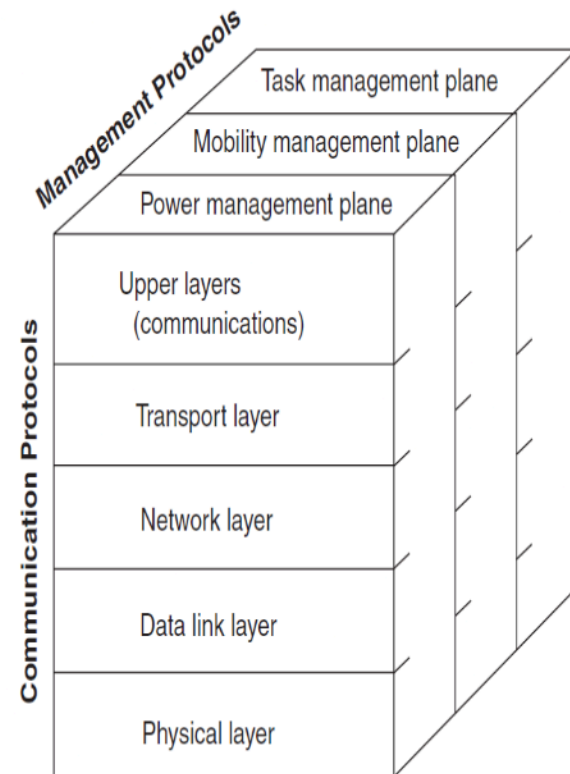 Management Protocols
Task management plane
Mobility management plane
Power management plane
Upper layers
(communications)
Transport layer
Network layer
Data link layer
Physical layer
Communication Protocols